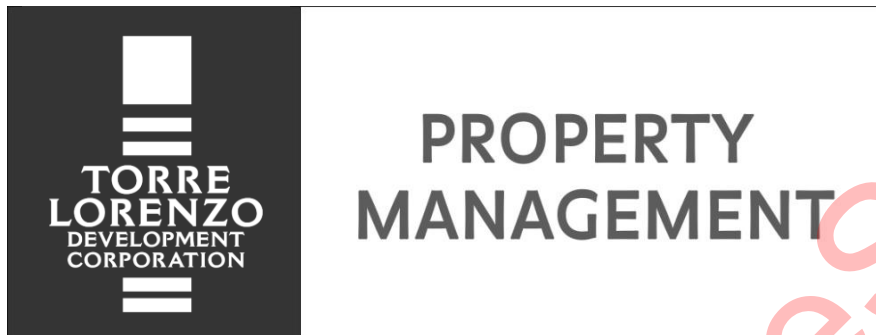 TORRE
LORENZO
DEVELOPMENT
CORPORATION
PROPERTY
MANAGEMENT